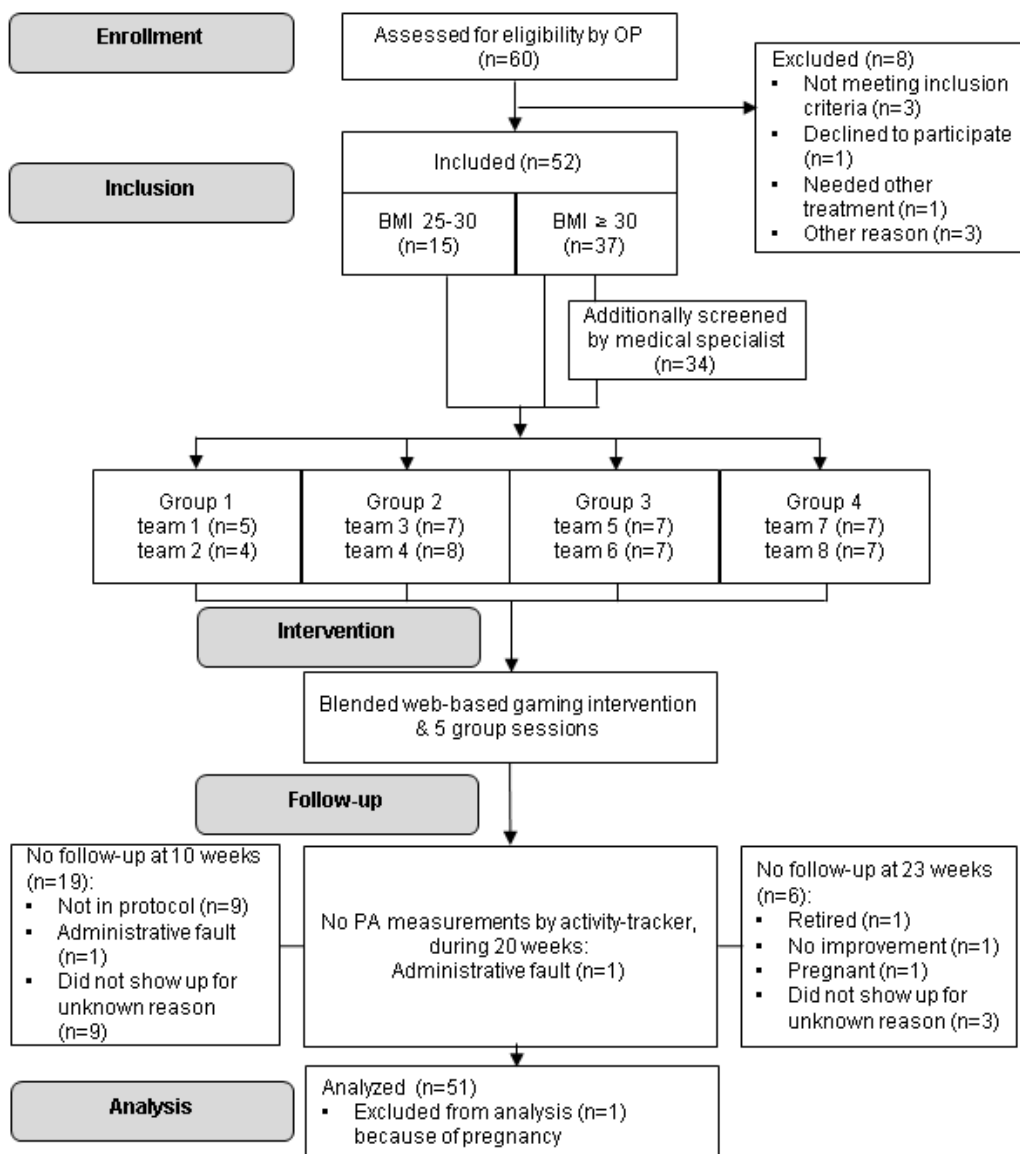 Enrollment
Assessed for eligibility by OP
(n=60)
Excluded (n=8)
▪ Not meeting inclusion
criteria (n=3)
▪ Declined to participate
(n=1)
▪ Needed other
treatment (n=1)
▪ Other reason (n=3)
Inclusion
Included (n=52)
BMI 25-30
(n=15)
BMI ≥ 30
(n=37)
Additionally screened
by medical specialist
(n=34)
Group 1
team 1 (n=5)
team 2 (n=4)
Group 2
team 3 (n=7)
team 4 (n=8)
Group 3
team 5 (n=7)
team 6 (n=7)
Group 4
team 7 (n=7)
team 8 (n=7)
Intervention
Blended web-based gaming intervention
& 5 group sessions
Follow-up
No follow-up at 10 weeks
(n=19):
▪ Not in protocol (n=9)
▪ Administrative fault
(n=1)
▪ Did not show up for
unknown reason
(n=9)
No PA measurements by activity-tracker,
during 20 weeks:
Administrative fault (n=1)
No follow-up at 23 weeks
(n=6):
▪ Retired (n=1)
▪ No improvement (n=1)
▪ Pregnant (n=1)
▪ Did not show up for
unknown reason (n=3)
Analysis
Analyzed (n=51)
▪ Excluded from analysis (n=1)
because of pregnancy